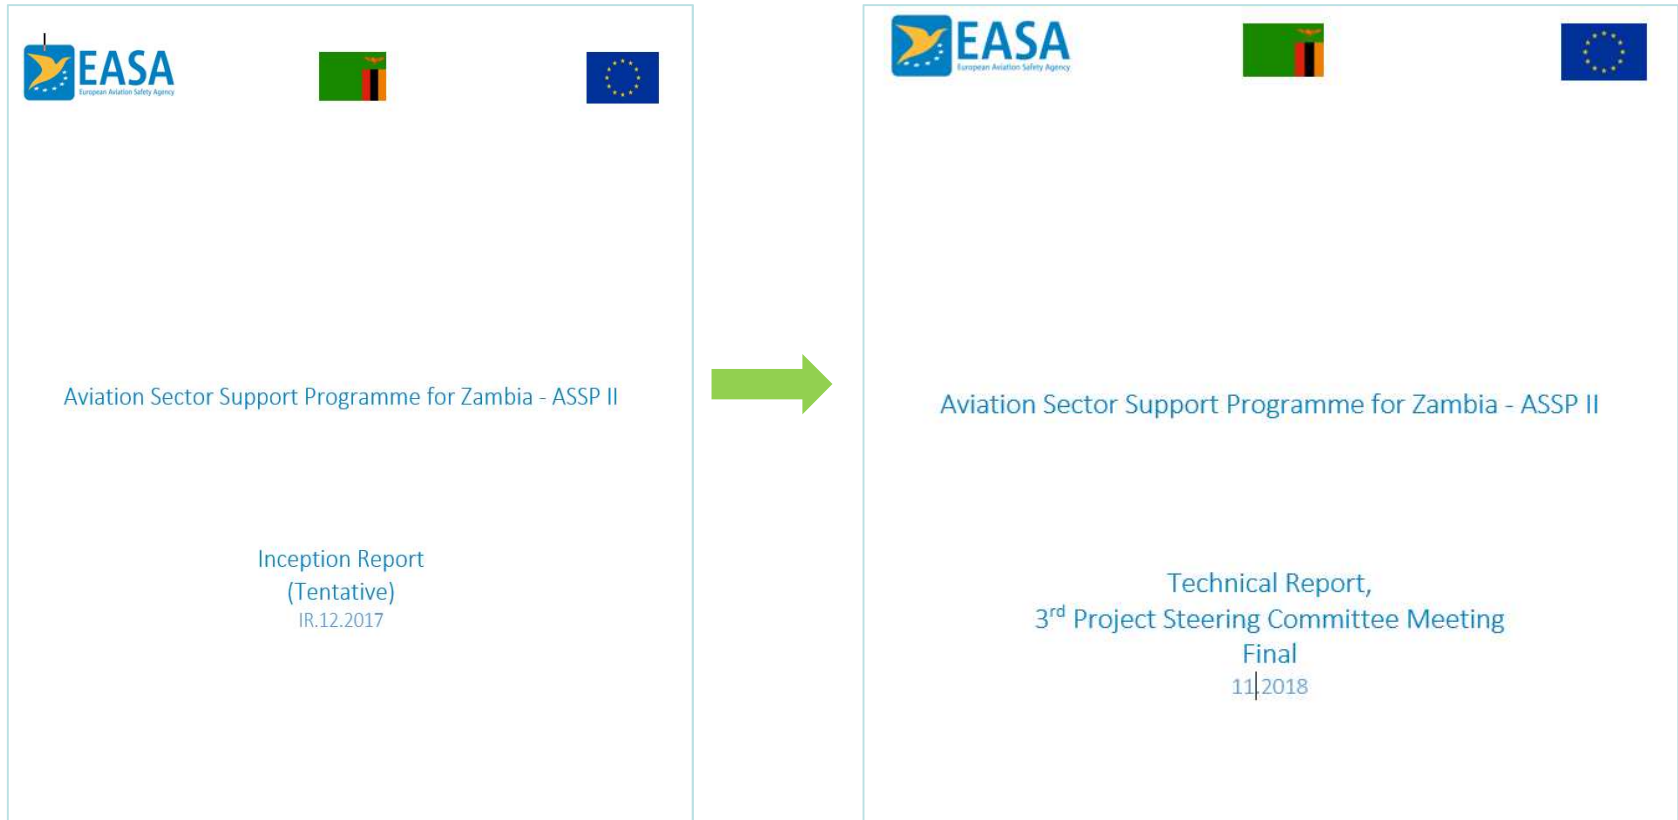 EASA
European Aviation Safety Agency
Aviation Sector Support Programme for Zambia - ASSP II
Inception Report
(Tentative)
IR.12.2017
EASA
European Aviation Safety Agency
Aviation Sector Support Programme for Zambia - ASSP II
Technical Report,
3rd Project Steering Committee Meeting
Final
11.2018